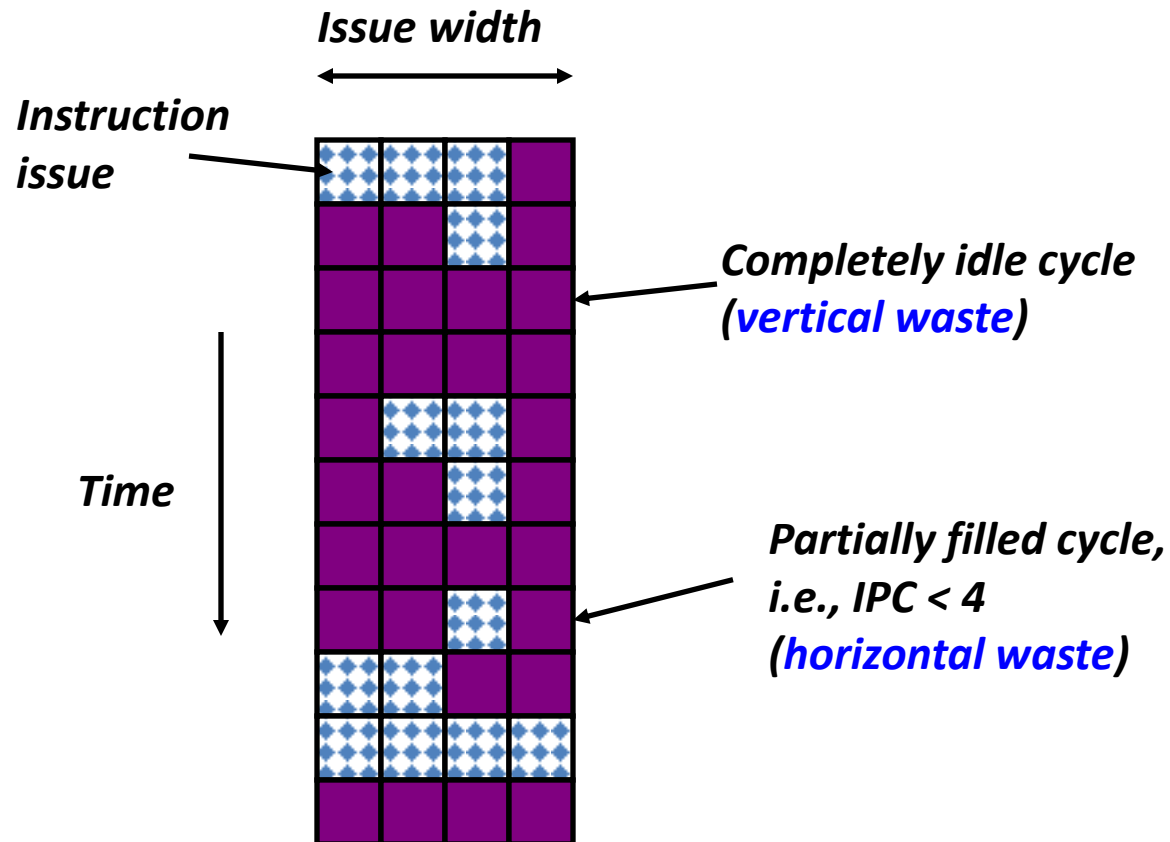 Issue width
Instruction
issue
Completely idle cycle
(vertical waste)
Time
Partially filled cycle,
i.e., IPC < 4
(horizontal waste)